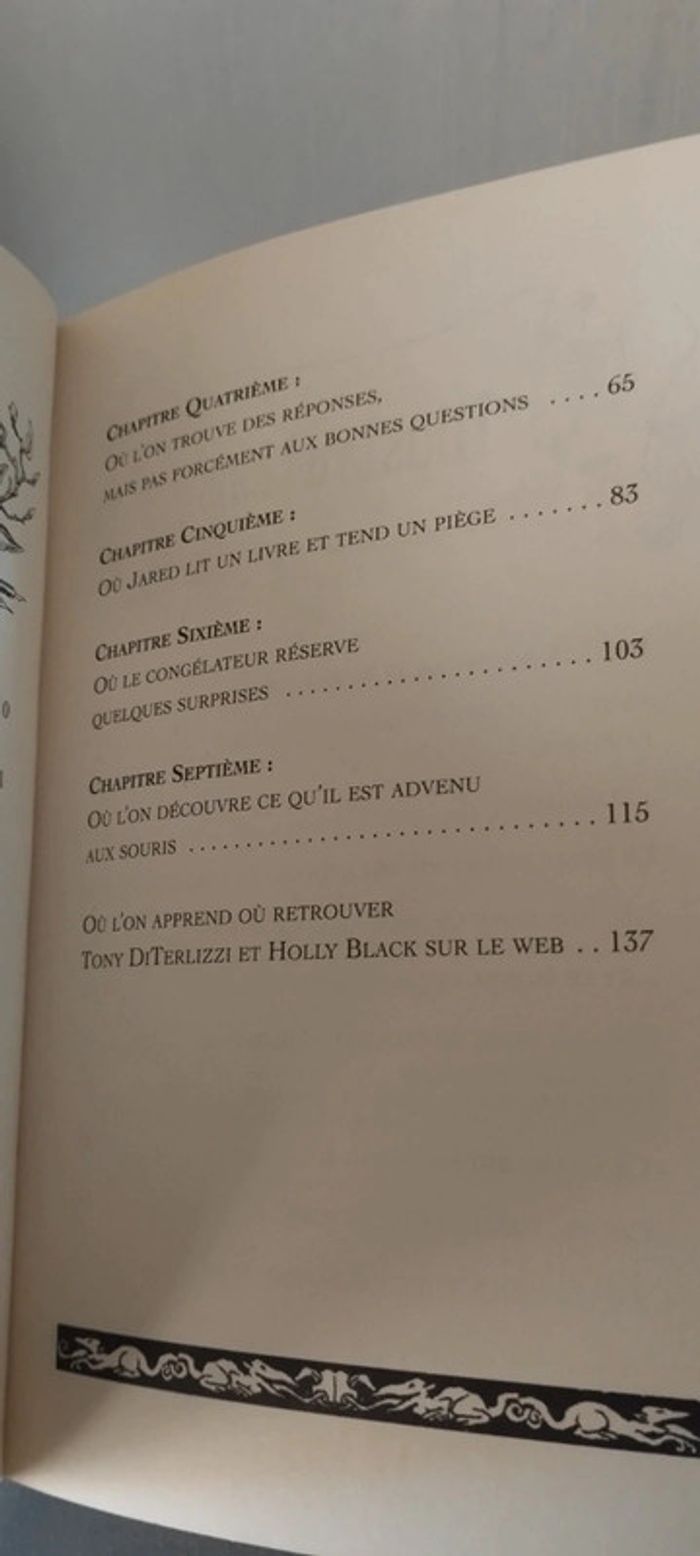 Chapitre Quatrième :
Où l'on trouve des réponses,
mais pas forcément aux bonnes questions .... 65
Chapitre Cinquième :
Où Jared lit un livre et tend un piège ....... 83
Chapitre Sixième :
Où le congélateur réserve
quelques surprises ....................... 103
Chapitre Septième :
Où l'on découvre ce qu'il est advenu
aux souris .............................. 115
Où l'on apprend où retrouver
Tony DiTerlizzi et Holly Black sur le web .. 137